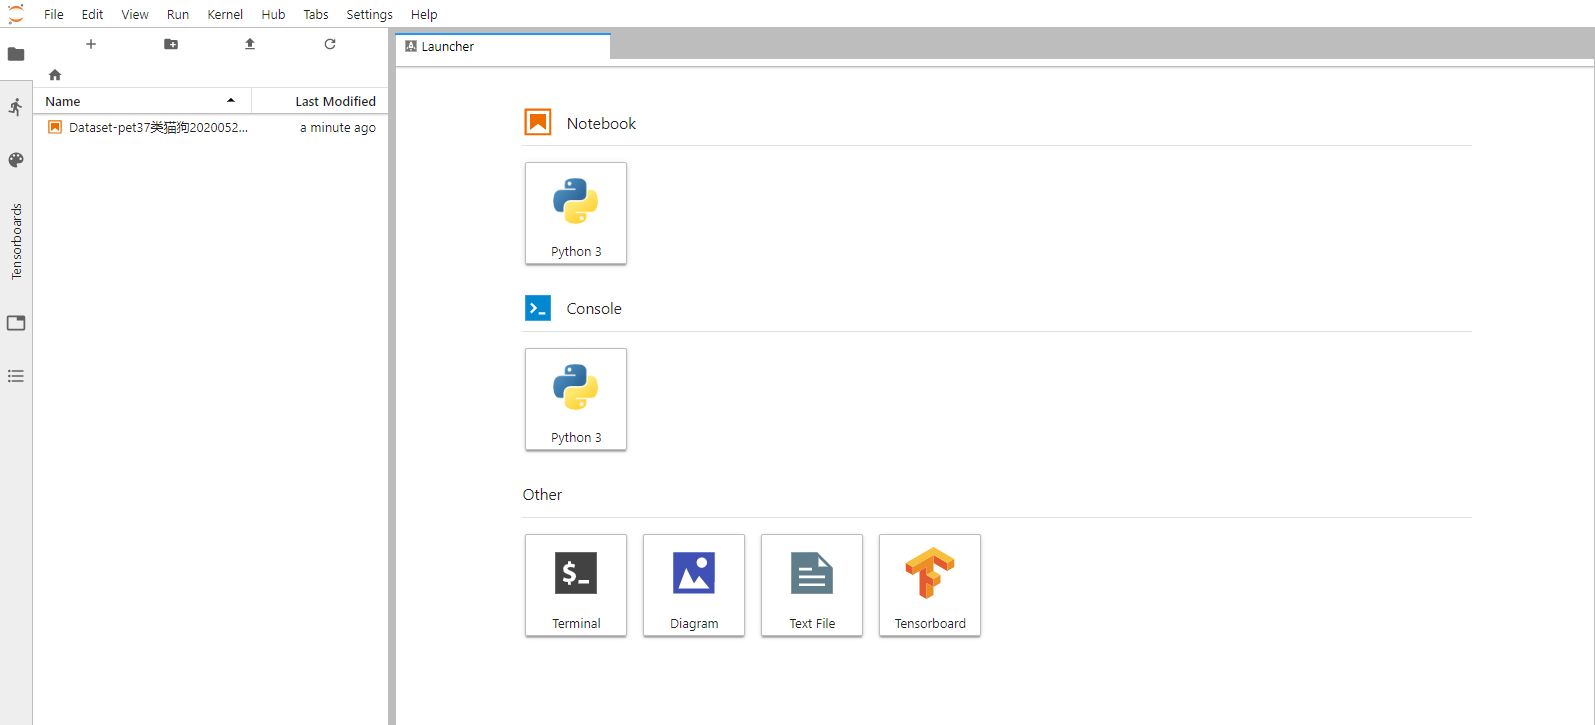 File Edit View Run Kernel Hub Tabs Settings Help
Launcher
Name Last Modified
Dataset-pet37类猫狗2020052... a minute ago
Tensorboards
Notebook
Python 3
Console
Python 3
Other
$_
Terminal Diagram Text File Tensorboard